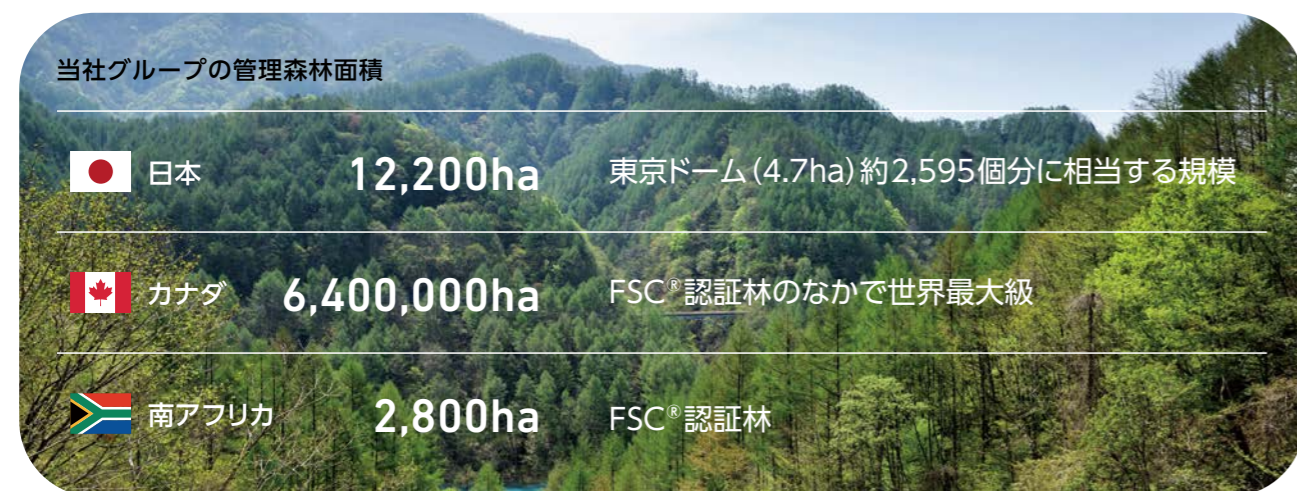 当社グループの管理森林面積
日本 12,200ha 東京ドーム(4.7ha)約2,595個分に相当する規模
カナダ 6,400,000ha FSC®認証林のなかで世界最大級
南アフリカ 2,800ha FSC®認証林